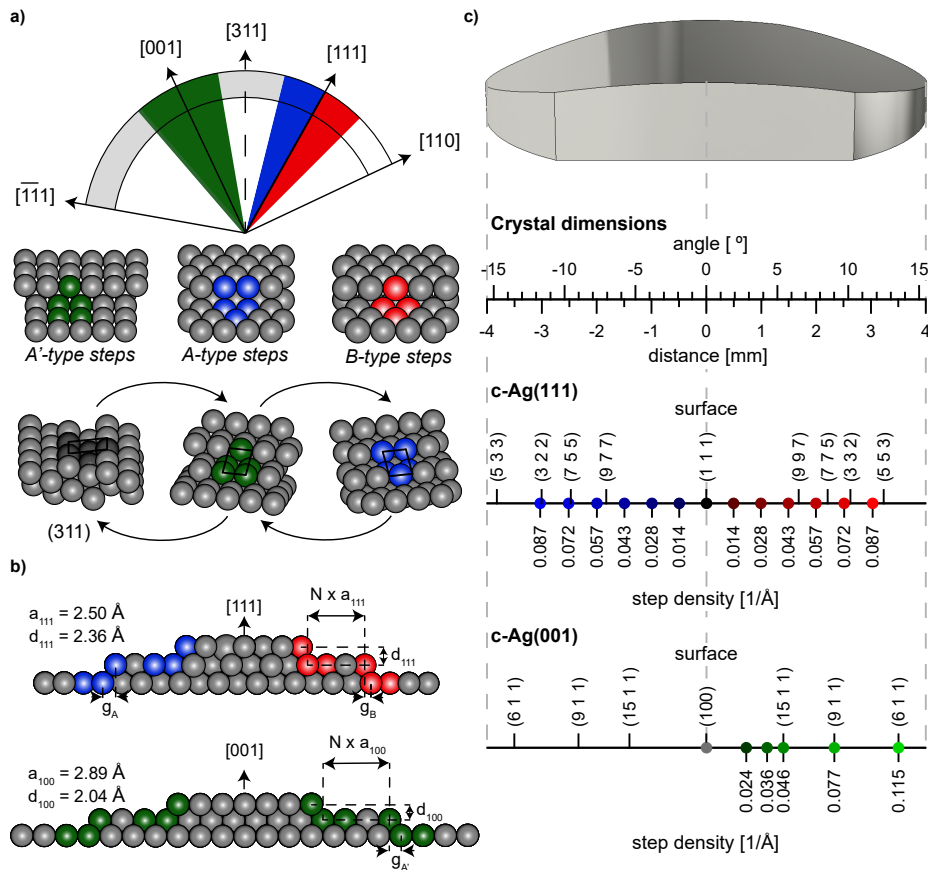 a)
[001]
[311]
[111]
[110]
[1̅1̅1]
A'-type steps
A-type steps
B-type steps
(311)
b)
a₁₁₁ = 2.50 Å
d₁₁₁ = 2.36 Å
[111]
N x a₁₁₁
d₁₁₁
g_A
g_B
a₁₀₀ = 2.89 Å
d₁₀₀ = 2.04 Å
[001]
N x a₁₀₀
d₁₀₀
g_A'
c)
Crystal dimensions
angle [ º]
-15 -10 -5 0 5 10 15
-4 -3 -2 -1 0 1 2 3 4
distance [mm]
c-Ag(111)
surface
(5 3 3) (3 2 2) (7 5 5) (9 7 7) (1 1 1) (9 9 7) (7 7 5) (3 3 2) (5 5 3)
0.087 0.072 0.057 0.043 0.028 0.014 0.014 0.028 0.043 0.057 0.072 0.087
step density [1/Å]
c-Ag(001)
surface
(6 1 1) (9 1 1) (15 1 1) (100) (15 1 1) (9 1 1) (6 1 1)
0.024 0.036 0.046 0.077 0.115
step density [1/Å]